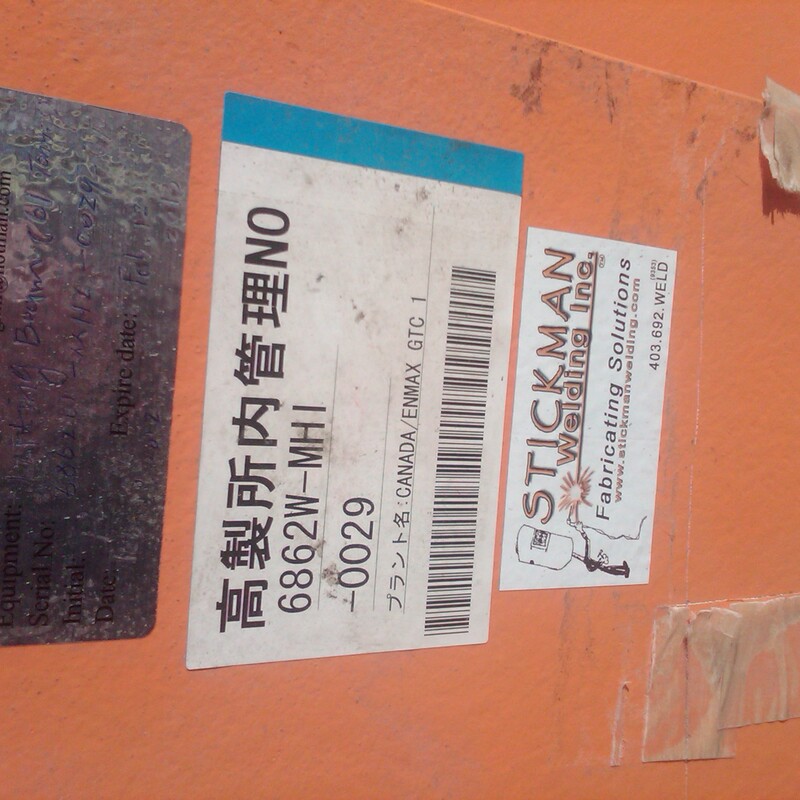 Equipment:
Serial No:
Initial:
Date: Expire date:
高製所内管理NO
6862W-MHI
-0029
プラント名:CANADA/ENMAX GTC 1
STICKMAN
Welding Inc.
Fabricating Solutions
www.stickmanwelding.com
(9353)
403.692.WELD